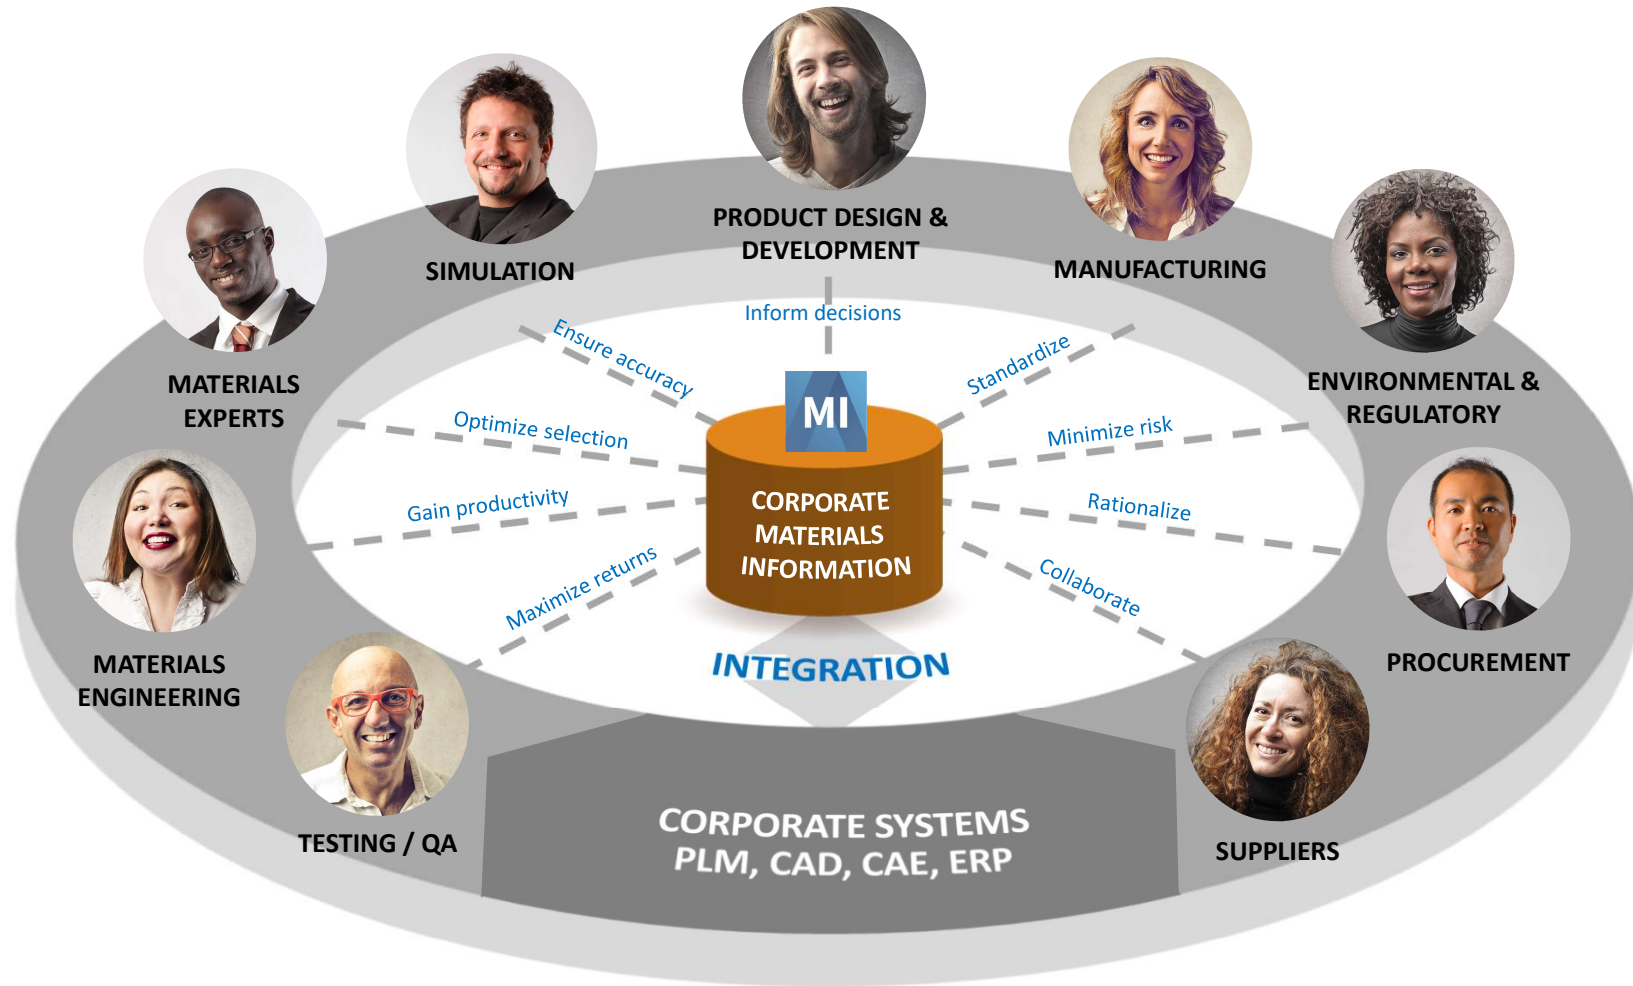 PRODUCT DESIGN &
DEVELOPMENT
SIMULATION
MANUFACTURING
MATERIALS
EXPERTS
ENVIRONMENTAL &
REGULATORY
MATERIALS
ENGINEERING
PROCUREMENT
TESTING / QA
SUPPLIERS
Inform decisions
Ensure accuracy
Standardize
Optimize selection
Minimize risk
Gain productivity
Rationalize
Maximize returns
Collaborate
MI
CORPORATE
MATERIALS
INFORMATION
INTEGRATION
CORPORATE SYSTEMS
PLM, CAD, CAE, ERP